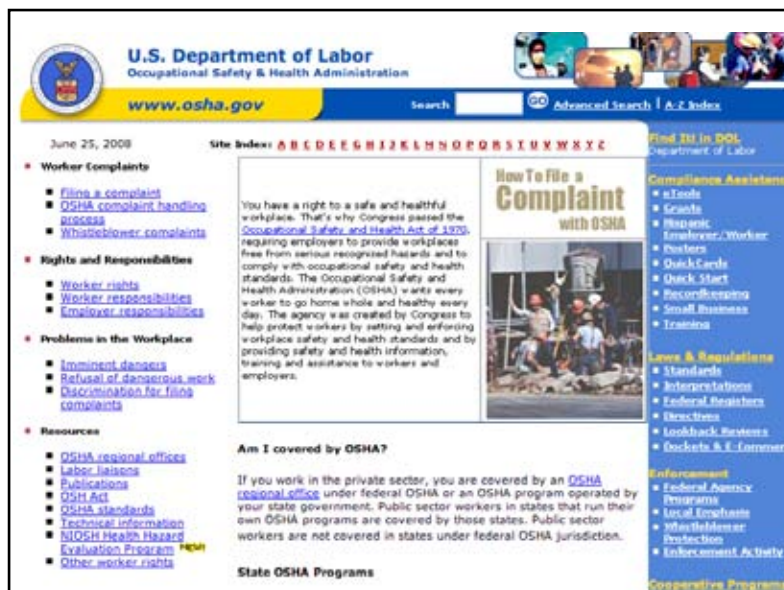 U.S. Department of Labor
Occupational Safety & Health Administration
www.osha.gov
Search GO Advanced Search | A-Z Index
June 25, 2008
Site Index: A B C D E F G H I J K L M N O P Q R S T U V W X Y Z
Worker Complaints
Filing a complaint
OSHA complaint handling
process
Whistleblower complaints
Rights and Responsibilities
Worker rights
Worker responsibilities
Employer responsibilities
Problems in the Workplace
Imminent dangers
Refusal of dangerous work
Discrimination for filing
complaints
Resources
OSHA regional offices
Labor liaisons
Publications
OSH Act
OSHA standards
Technical information
NIOSH Health Hazard
Evaluation Program NEW!
Other worker rights
You have a right to a safe and healthful
workplace. That's why Congress passed the
Occupational Safety and Health Act of 1970,
requiring employers to provide workplaces
free from serious recognized hazards and to
comply with occupational safety and health
standards. The Occupational Safety and
Health Administration (OSHA) wants every
worker to go home whole and healthy every
day. The agency was created by Congress to
help protect workers by setting and enforcing
workplace safety and health standards and by
providing safety and health information,
training and assistance to workers and
employers.
How To File a
Complaint
with OSHA
Am I covered by OSHA?
If you work in the private sector, you are covered by an OSHA
regional office under federal OSHA or an OSHA program operated by
your state government. Public sector workers in states that run their
own OSHA programs are covered by those states. Public sector
workers are not covered in states under federal OSHA jurisdiction.
State OSHA Programs
Find It! in DOL
Department of Labor
Compliance Assistanc
eTools
Grants
Hispanic
Employer/Worker
Posters
QuickCards
Quick Start
Recordkeeping
Small Business
Training
Laws & Regulations
Standards
Interpretations
Federal Registers
Directives
Lookback Reviews
Dockets & E-Commen
Enforcement
Federal Agency
Programs
Local Emphasis
Whistleblower
Protection
Enforcement Activity
Cooperative Programs